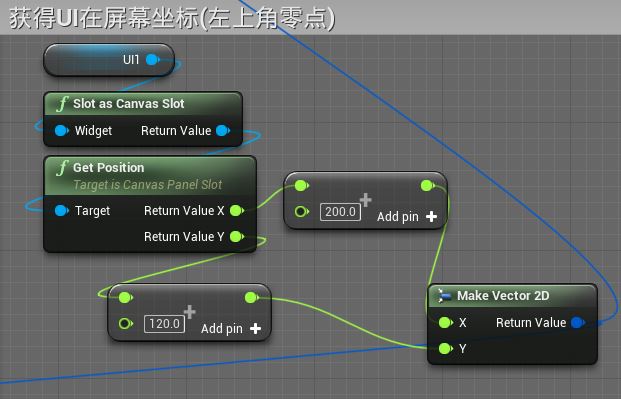 获得UI在屏幕坐标(左上角零点)
UI1
f Slot as Canvas Slot
Widget Return Value
f Get Position
Target is Canvas Panel Slot
Target Return Value X
Return Value Y
200.0
Add pin +
120.0
Add pin +
Make Vector 2D
X Return Value
Y